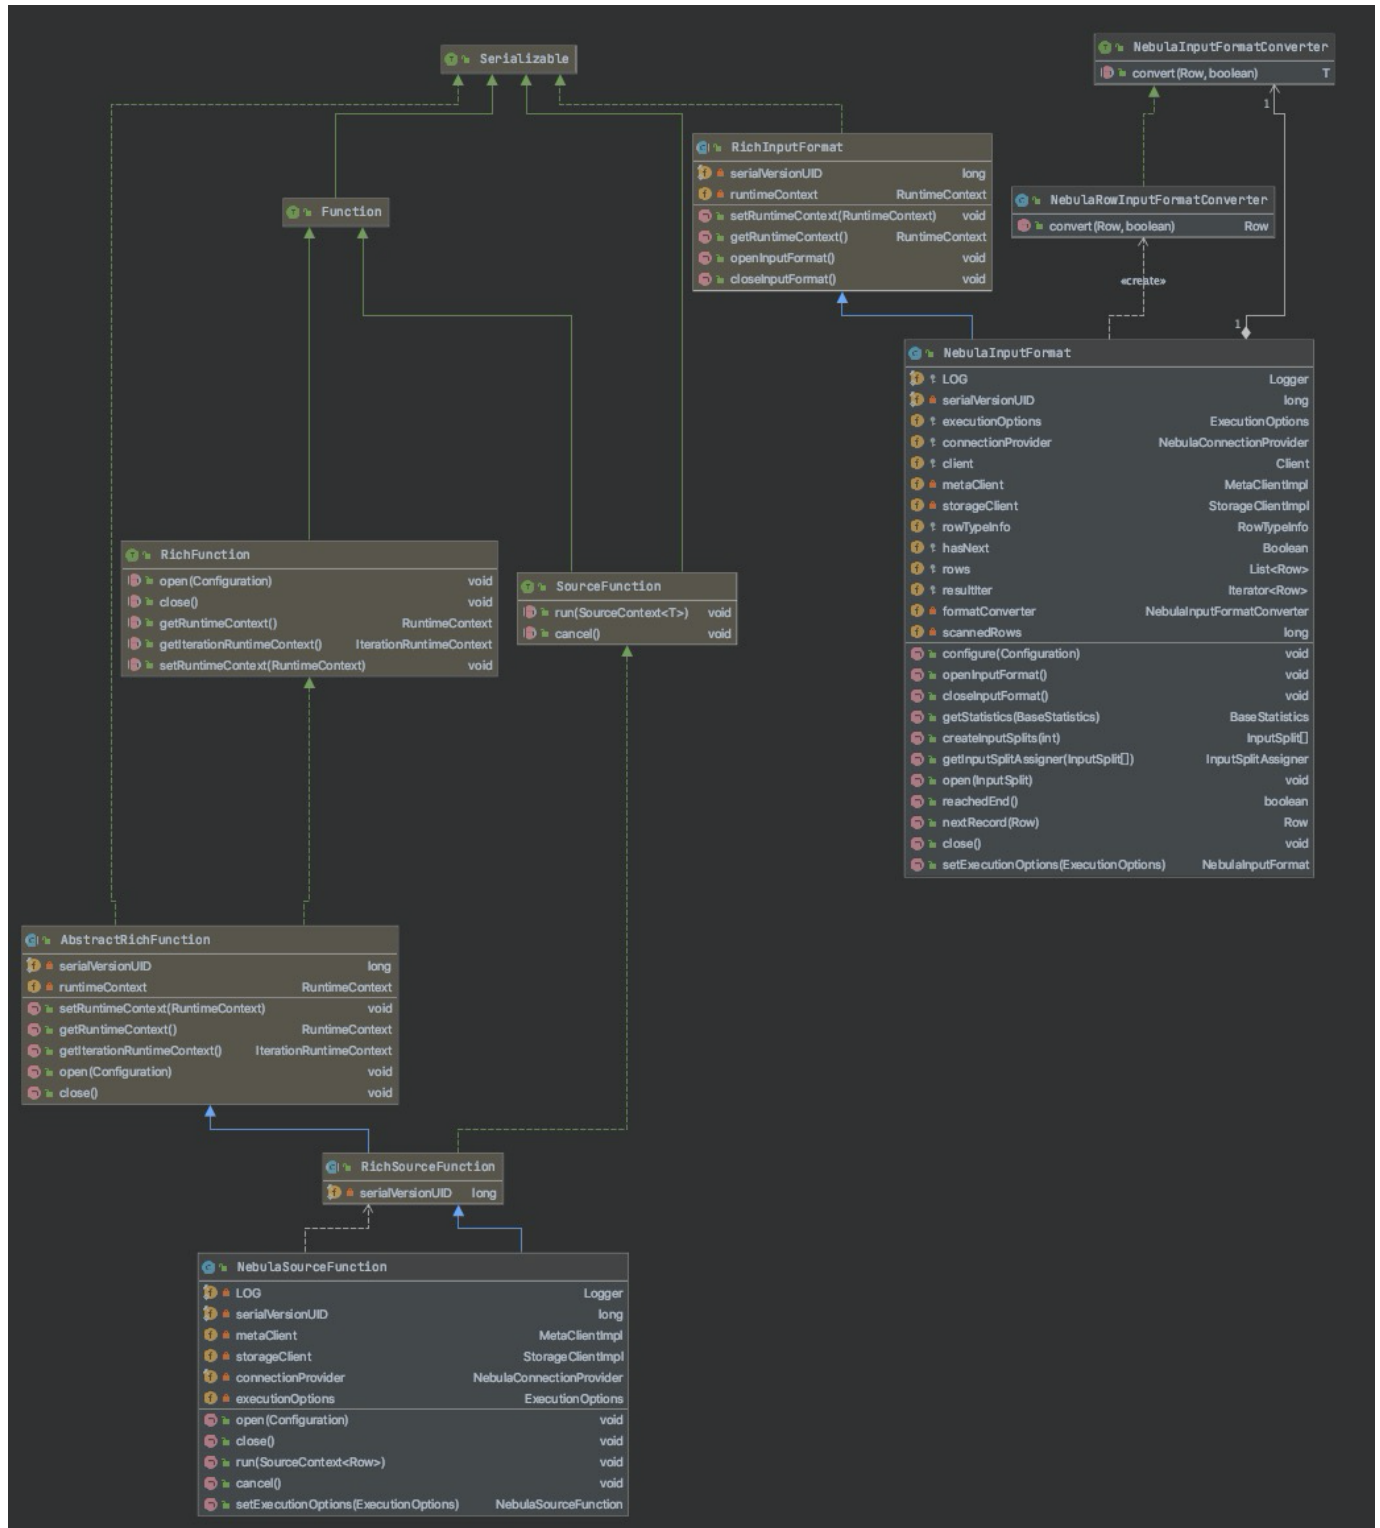 Serializable
NebulaInputFormatConverter
convert(Row, boolean) T
1
RichInputFormat
serialVersionUID long
runtimeContext RuntimeContext
setRuntimeContext(RuntimeContext) void
getRuntimeContext() RuntimeContext
openInputFormat() void
closeInputFormat() void
Function
NebulaRowInputFormatConverter
convert(Row, boolean) Row
«create»
1
NebulaInputFormat
LOG Logger
serialVersionUID long
executionOptions ExecutionOptions
connectionProvider NebulaConnectionProvider
client Client
metaClient MetaClientImpl
storageClient StorageClientImpl
rowTypeInfo RowTypeInfo
hasNext Boolean
rows List<Row>
resultIter Iterator<Row>
formatConverter NebulaInputFormatConverter
scannedRows long
configure(Configuration) void
openInputFormat() void
closeInputFormat() void
getStatistics(BaseStatistics) BaseStatistics
createInputSplits(int) InputSplit[]
getInputSplitAssigner(InputSplit[]) InputSplitAssigner
open(InputSplit) void
reachedEnd() boolean
nextRecord(Row) Row
close() void
setExecutionOptions(ExecutionOptions) NebulaInputFormat
RichFunction
open(Configuration) void
close() void
getRuntimeContext() RuntimeContext
getIterationRuntimeContext() IterationRuntimeContext
setRuntimeContext(RuntimeContext) void
SourceFunction
run(SourceContext<T>) void
cancel() void
AbstractRichFunction
serialVersionUID long
runtimeContext RuntimeContext
setRuntimeContext(RuntimeContext) void
getRuntimeContext() RuntimeContext
getIterationRuntimeContext() IterationRuntimeContext
open(Configuration) void
close() void
RichSourceFunction
serialVersionUID long
NebulaSourceFunction
LOG Logger
serialVersionUID long
metaClient MetaClientImpl
storageClient StorageClientImpl
connectionProvider NebulaConnectionProvider
executionOptions ExecutionOptions
open(Configuration) void
close() void
run(SourceContext<Row>) void
cancel() void
setExecutionOptions(ExecutionOptions) NebulaSourceFunction